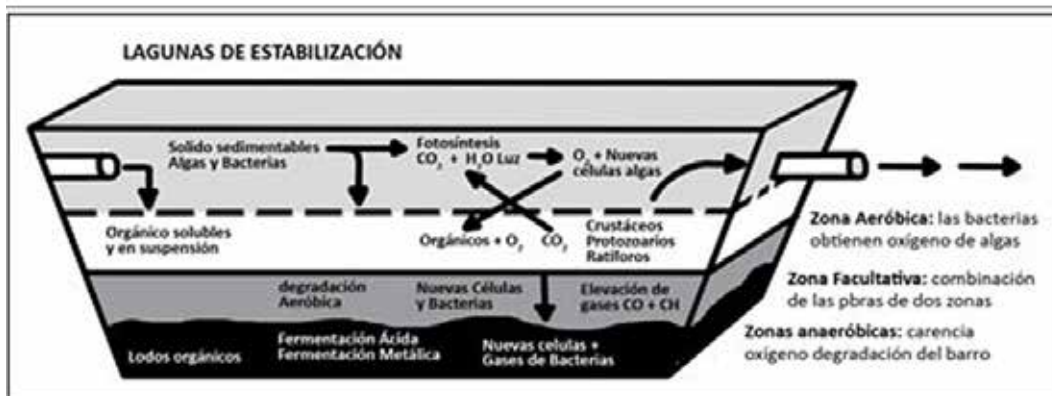 LAGUNAS DE ESTABILIZACIÓN
Solido sedimentables
Algas y Bacterias
Fotosíntesis
CO2 + H2O Luz
O2 + Nuevas
células algas
Orgánico solubles
y en suspensión
Orgánicos + O2
CO2
Crustáceos
Protozoarios
Ratiloros
Zona Aeróbica: las bacterias
obtienen oxígeno de algas
degradación
Aeróbica
Nuevas Células
y Bacterias
Elevación de
gases CO + CH
Zona Facultativa: combinación
de las pbras de dos zonas
Lodos orgánicos
Fermentación Ácida
Fermentación Metálica
Nuevas celulas +
Gases de Bacterias
Zonas anaeróbicas: carencia
oxígeno degradación del barro